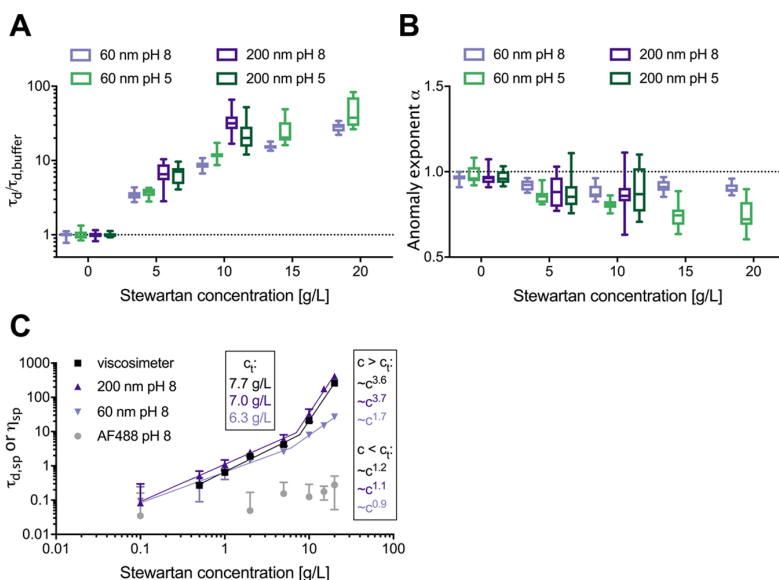 A
60 nm pH 8
200 nm pH 8
60 nm pH 5
200 nm pH 5
τd/τd,buffer
100
10
1
0 5 10 15 20
Stewartan concentration [g/L]
B
60 nm pH 8
200 nm pH 8
60 nm pH 5
200 nm pH 5
Anomaly exponent α
1.5
1.0
0.5
0 5 10 15 20
Stewartan concentration [g/L]
C
τd,sp or ηsp
1000
100
10
1
0.1
0.01
viscosimeter
200 nm pH 8
60 nm pH 8
AF488 pH 8
ct:
7.7 g/L
7.0 g/L
6.3 g/L
c > ct:
~c3.6
~c3.7
~c1.7
c < ct:
~c1.2
~c1.1
~c0.9
0.01 0.1 1 10 100
Stewartan concentration [g/L]